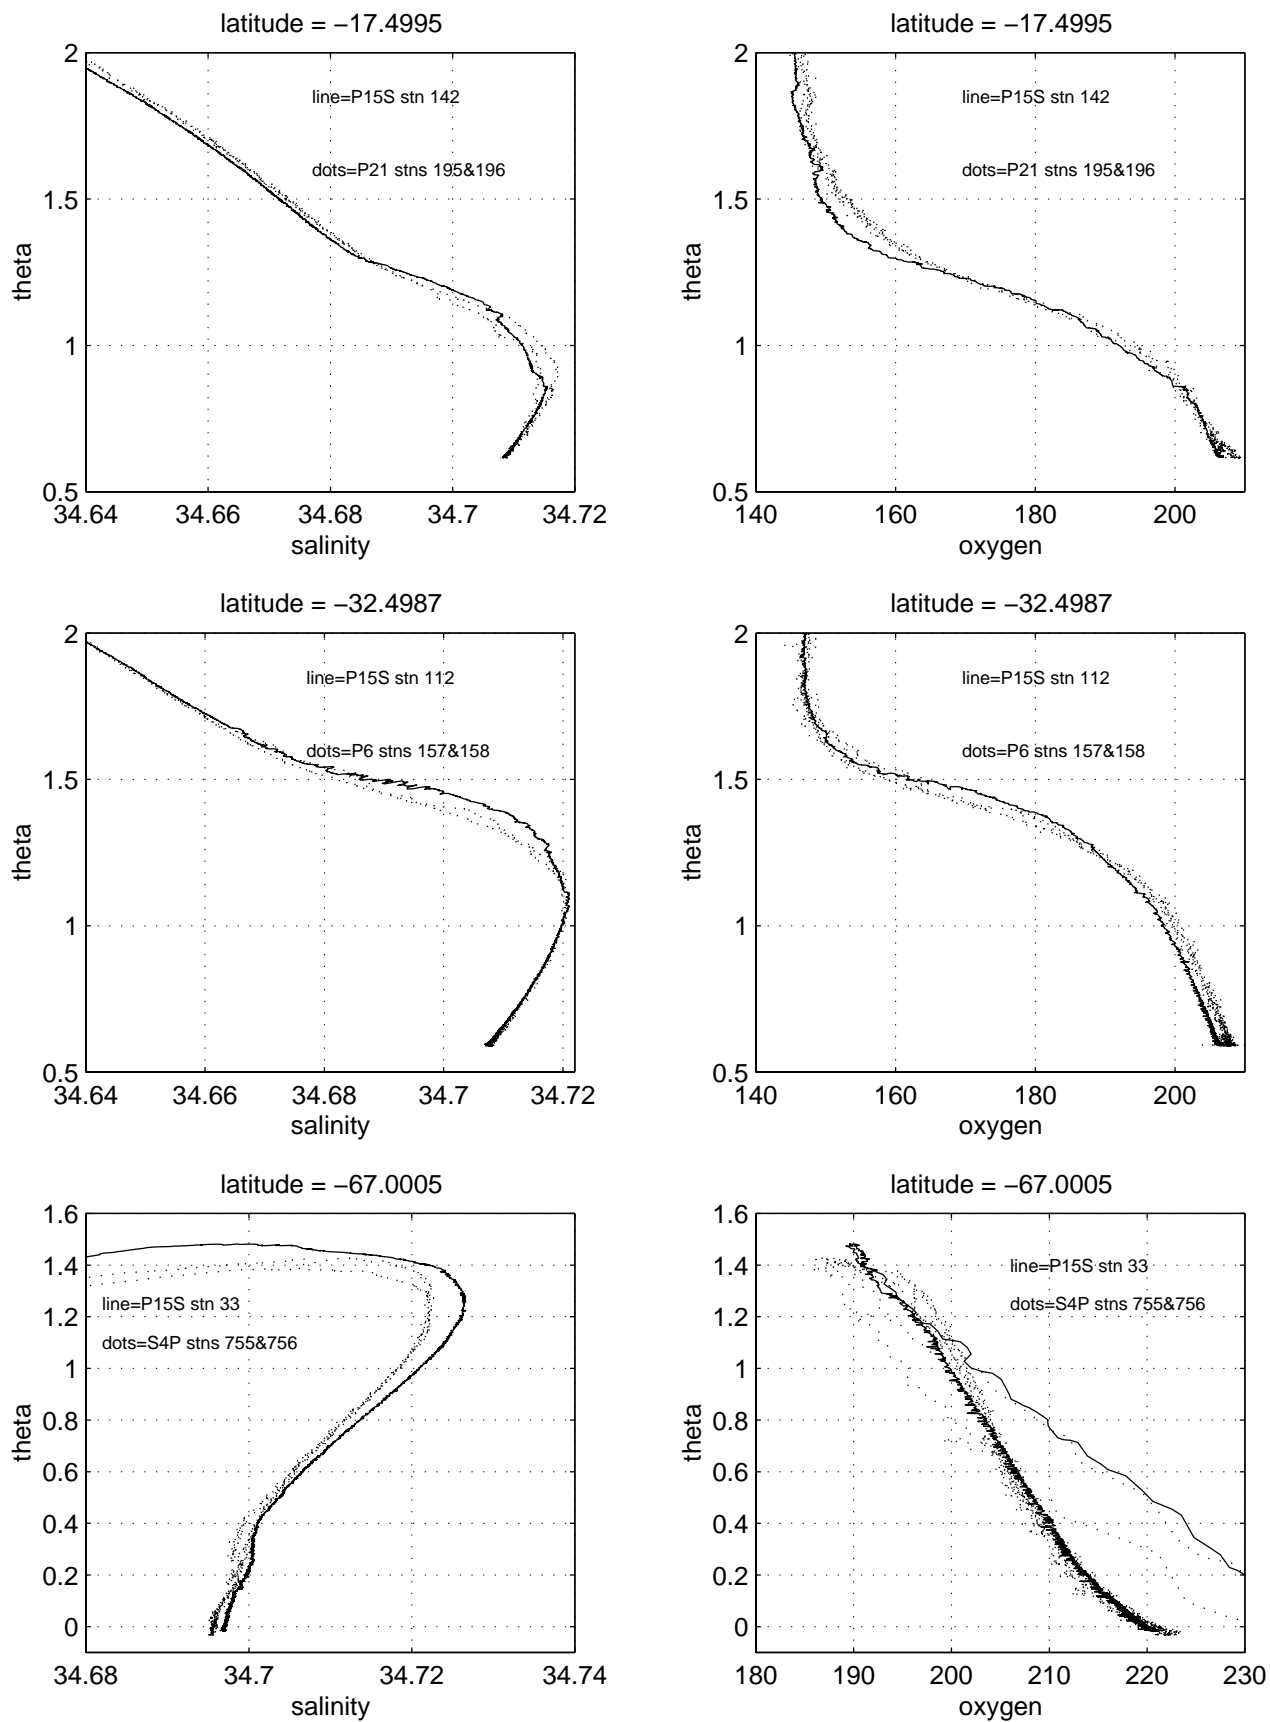 latitude = −17.4995
2
1.5
1
0.5
theta
line=P15S stn 142
dots=P21 stns 195&196
34.64
34.66
34.68
34.7
34.72
salinity
latitude = −17.4995
2
1.5
1
0.5
theta
line=P15S stn 142
dots=P21 stns 195&196
140
160
180
200
oxygen
latitude = −32.4987
2
1.5
1
0.5
theta
line=P15S stn 112
dots=P6 stns 157&158
34.64
34.66
34.68
34.7
34.72
salinity
latitude = −32.4987
2
1.5
1
0.5
theta
line=P15S stn 112
dots=P6 stns 157&158
140
160
180
200
oxygen
latitude = −67.0005
1.6
1.4
1.2
1
0.8
0.6
0.4
0.2
0
theta
line=P15S stn 33
dots=S4P stns 755&756
34.68
34.7
34.72
34.74
salinity
latitude = −67.0005
1.6
1.4
1.2
1
0.8
0.6
0.4
0.2
0
theta
line=P15S stn 33
dots=S4P stns 755&756
180
190
200
210
220
230
oxygen